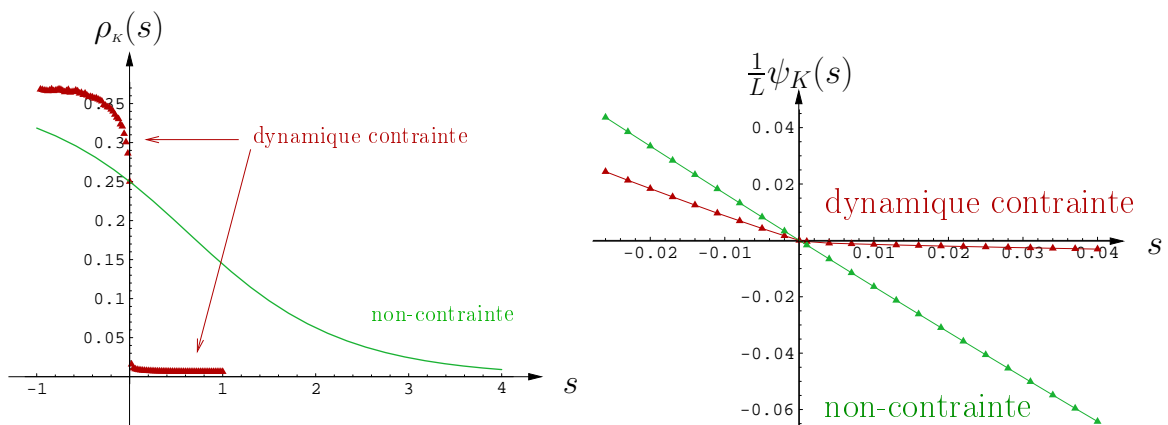 ρ_K(s)
0.35
0.3
0.25
0.2
0.15
0.1
0.05
-1
1
2
3
4
s
dynamique contrainte
non-contrainte
1/L ψ_K(s)
0.04
0.02
-0.02
-0.04
-0.06
-0.02
-0.01
0.01
0.02
0.03
0.04
s
dynamique contrainte
non-contrainte